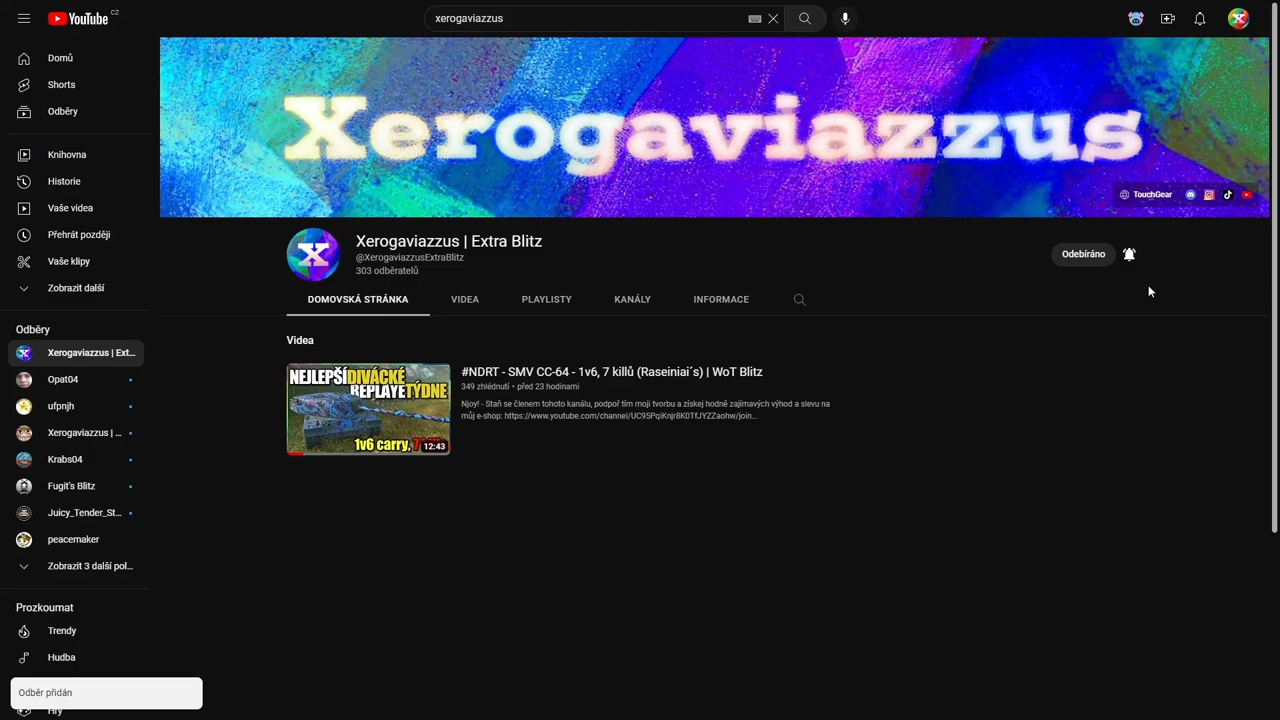 YouTube CZ
xerogaviazzus
Domů
Shorts
Odběry
Knihovna
Historie
Vaše videa
Přehrát později
Vaše klipy
Zobrazit další
Odběry
Xerogaviazzus | Ext...
Opat04
ufpnjh
Xerogaviazzus | ...
Krabs04
Fugit's Blitz
Juicy_Tender_St...
peacemaker
Zobrazit 3 další pol...
Prozkoumat
Trendy
Hudba
Hry
Odběr přidán
Xerogaviazzus
TouchGear
X
Xerogaviazzus | Extra Blitz
@XerogaviazzusExtraBlitz
303 odběratelů
Odebíráno
DOMOVSKÁ STRÁNKA VIDEA PLAYLISTY KANÁLY INFORMACE
Videa
NEJLEPŠÍ DIVÁCKÉ
REPLAYE TÝDNE
1v6 carry, 7
12:43
#NDRT - SMV CC-64 - 1v6, 7 killů (Raseiniai´s) | WoT Blitz
349 zhlédnutí • před 23 hodinami
Njoy! - Staň se členem tohoto kanálu, podpoř tím moji tvorbu a získej hodně zajímavých výhod a slevu na
můj e-shop: https://www.youtube.com/channel/UC95PqiKnjr8K0TfJYZZaohw/join...